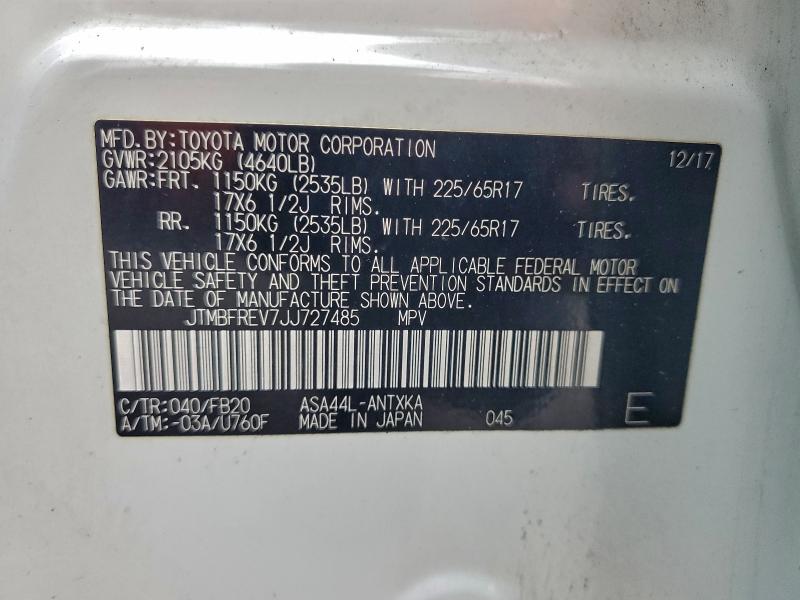 MFD.BY:TOYOTA MOTOR CORPORATION 12/17
GVWR:2105KG (4640LB)
GAWR:FRT. 1150KG (2535LB) WITH 225/65R17 TIRES.
17X6 1/2J RIMS.
RR. 1150KG (2535LB) WITH 225/65R17 TIRES.
17X6 1/2J RIMS.
THIS VEHICLE CONFORMS TO ALL APPLICABLE FEDERAL MOTOR
VEHICLE SAFETY AND THEFT PREVENTION STANDARDS IN EFFECT ON
THE DATE OF MANUFACTURE SHOWN ABOVE.
JTMBFREV7JJ727485 MPV
C/TR:040/FB20 ASA44L-ANTXKA
A/TM:-03A/U760F MADE IN JAPAN 045 E